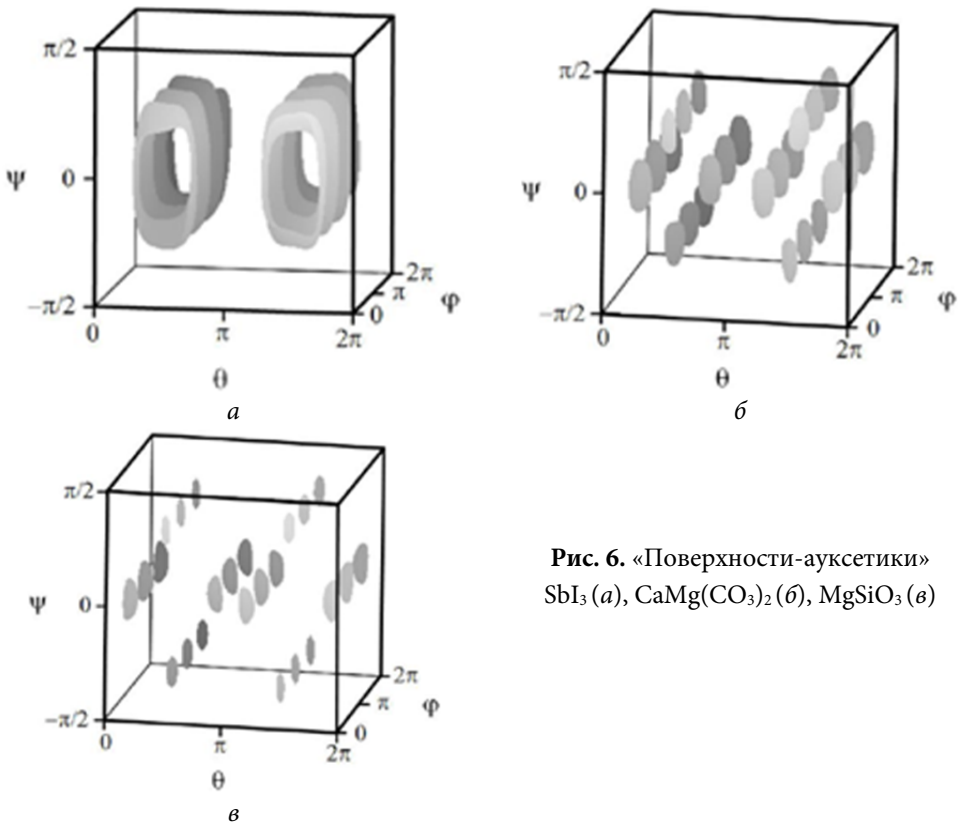 π/2
ψ 0
−π/2
0 π 2π
θ
0 π 2π
φ
а
π/2
ψ 0
−π/2
0 π 2π
θ
0 π 2π
φ
б
π/2
ψ 0
−π/2
0 π 2π
θ
0 π 2π
φ
в
Рис. 6. «Поверхности-ауксетики»
SbI₃ (а), CaMg(CO₃)₂ (б), MgSiO₃ (в)